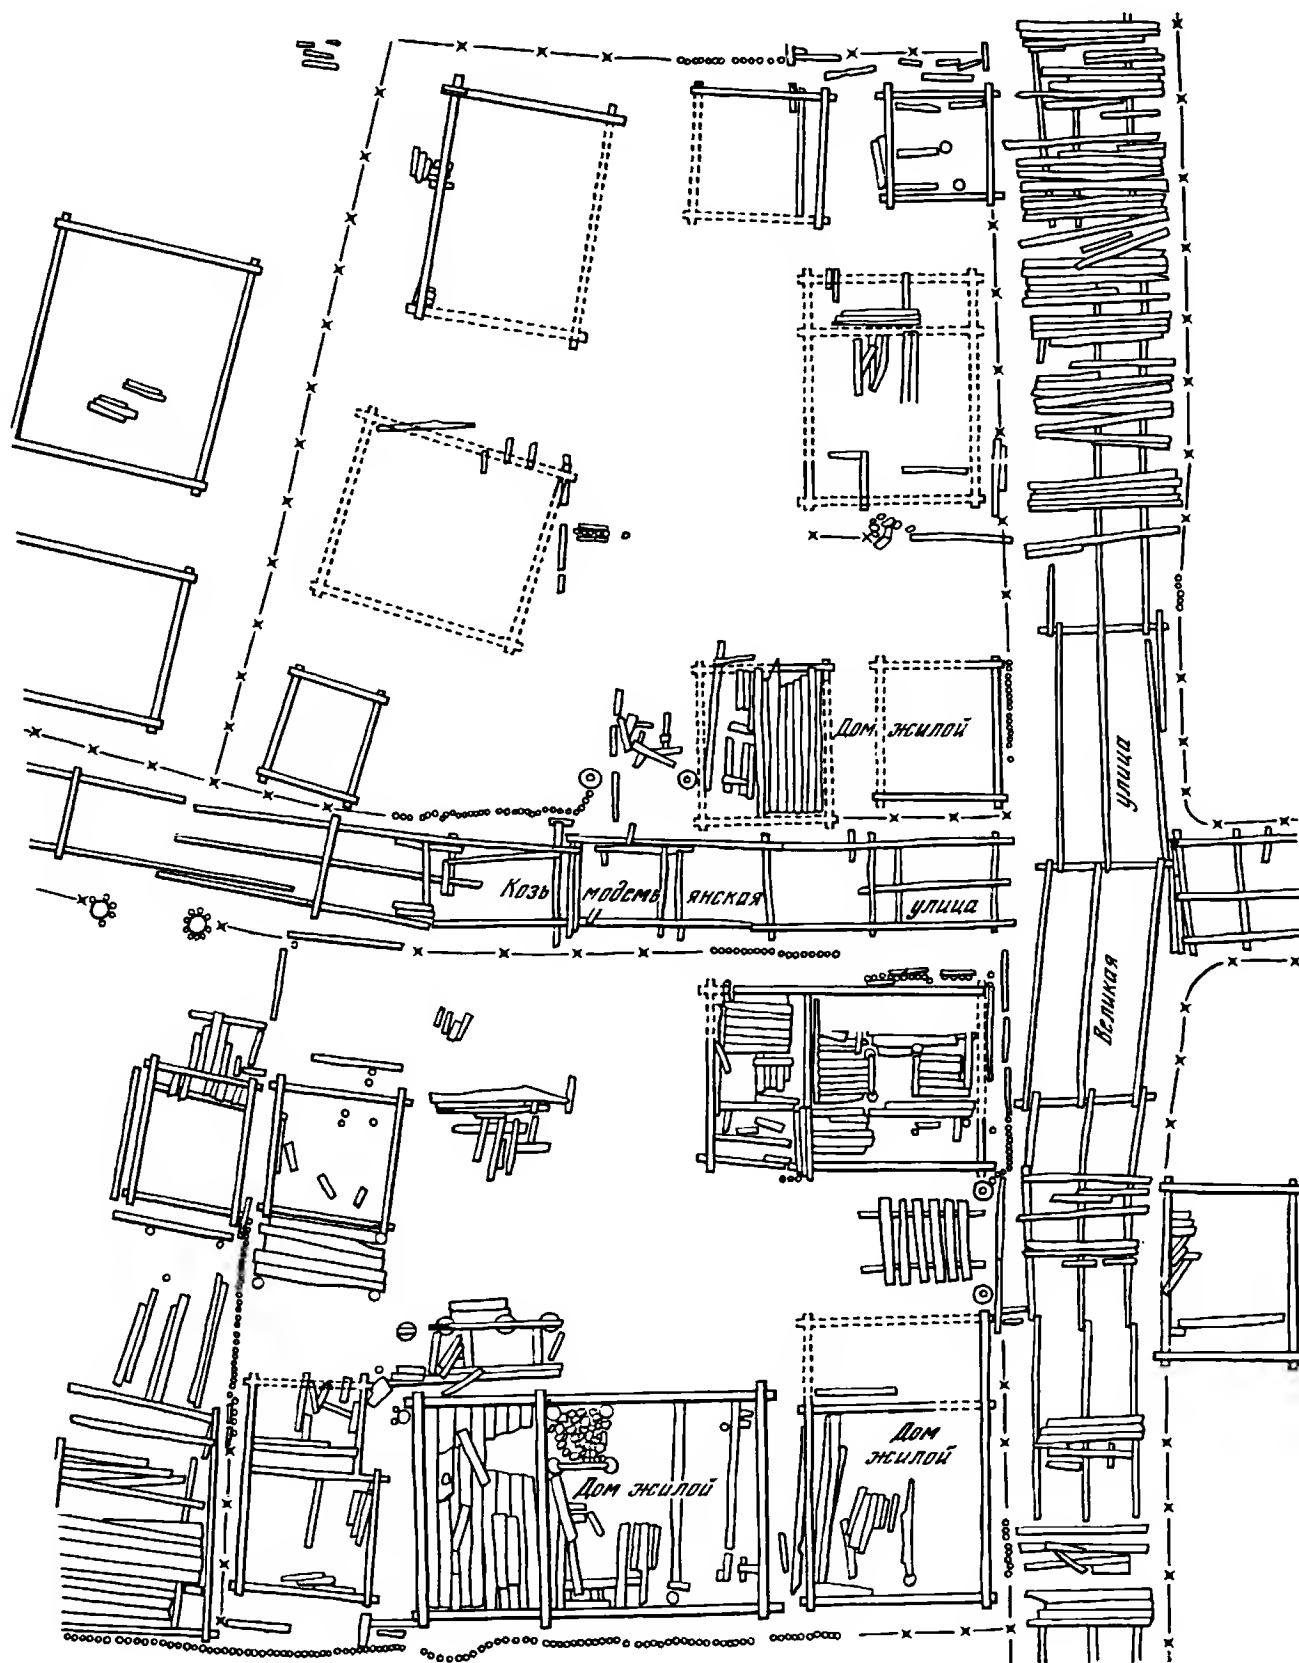 Дом жилой
улица
Козь модемь янская улица
Великая
Дом жилой
Дом
жилой